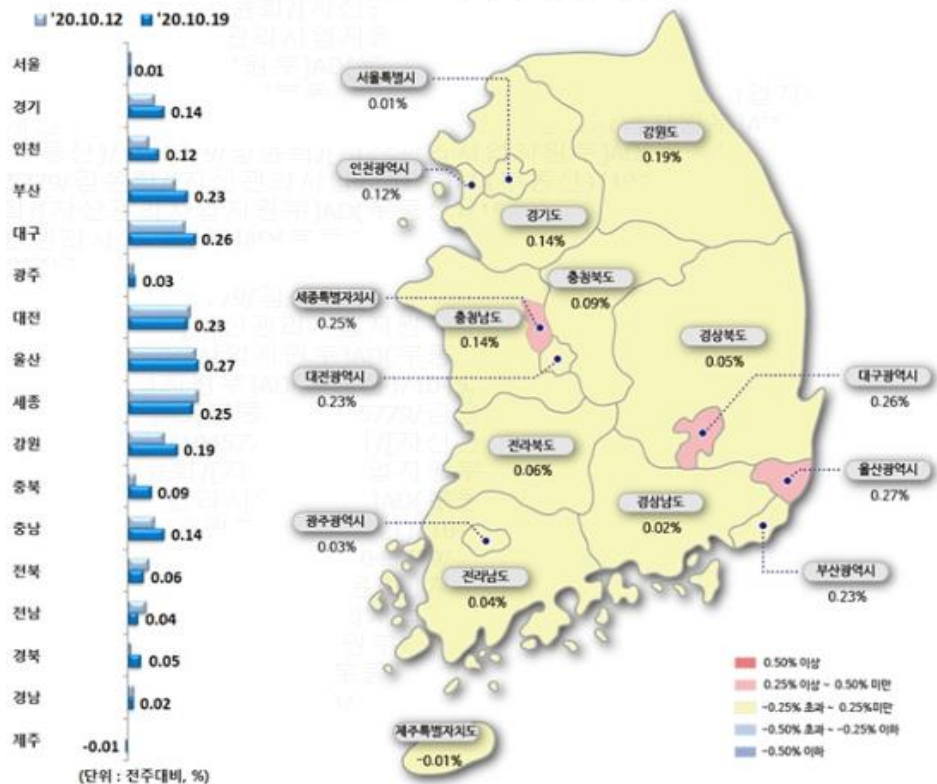 '20.10.12 '20.10.19
서울 0.01
경기 0.14
인천 0.12
부산 0.23
대구 0.26
광주 0.03
대전 0.23
울산 0.27
세종 0.25
강원 0.19
충북 0.09
충남 0.14
전북 0.06
전남 0.04
경북 0.05
경남 0.02
제주 -0.01
(단위 : 전주대비, %)
서울특별시
0.01%
강원도
0.19%
인천광역시
0.12%
경기도
0.14%
충청북도
0.09%
세종특별자치시
0.25%
충청남도
0.14%
경상북도
0.05%
대전광역시
0.23%
대구광역시
0.26%
전라북도
0.06%
울산광역시
0.27%
경상남도
0.02%
광주광역시
0.03%
부산광역시
0.23%
전라남도
0.04%
제주특별자치도
-0.01%
0.50% 이상
0.25% 이상 ~ 0.50% 미만
-0.25% 초과 ~ 0.25%미만
-0.50% 초과 ~ -0.25% 이하
-0.50% 이하